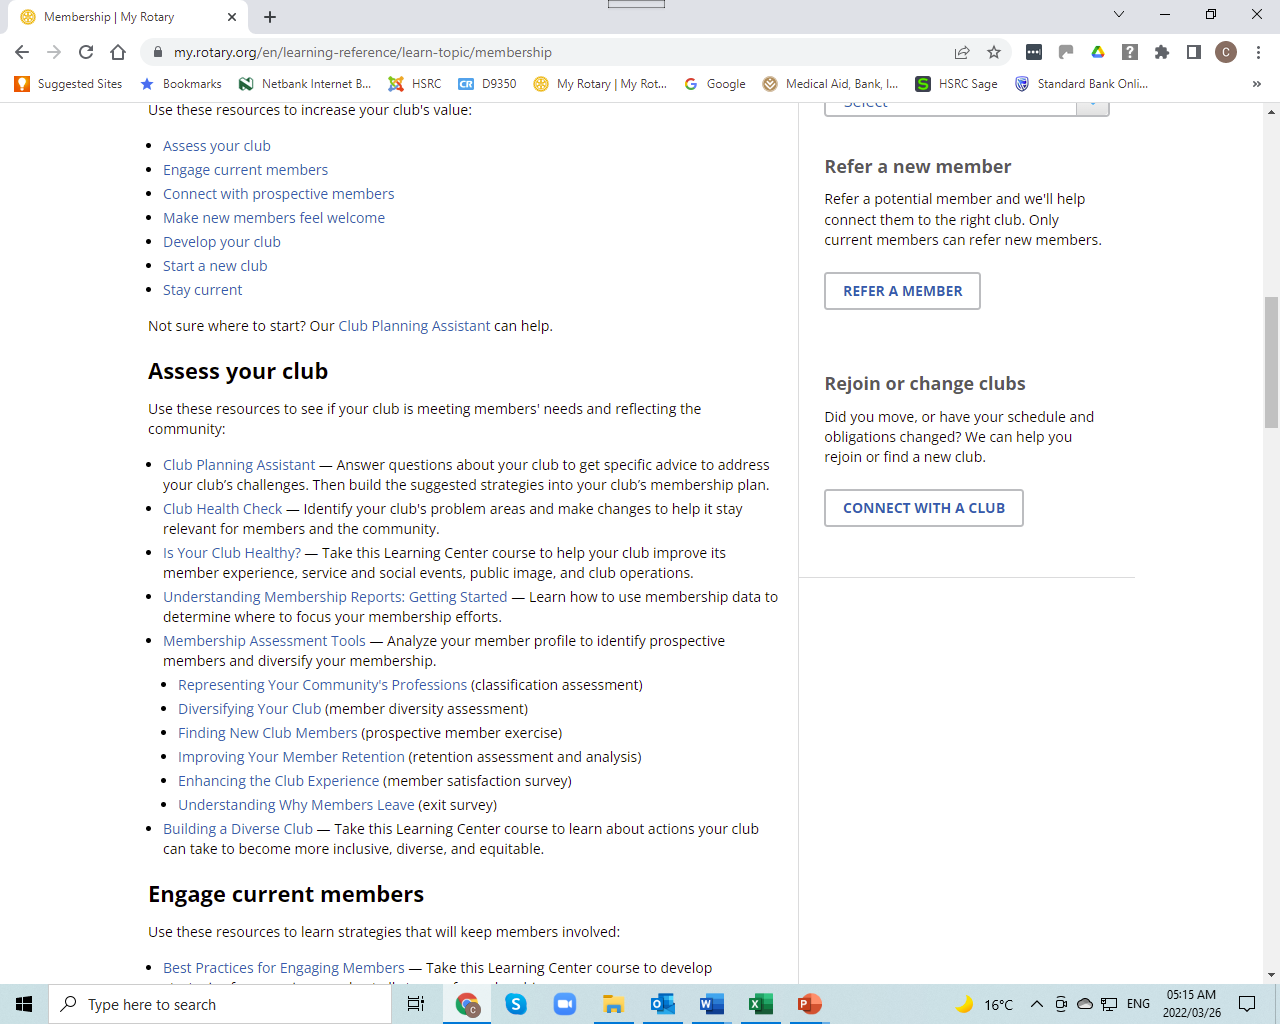 Membership | My Rotary
my.rotary.org/en/learning-reference/learn-topic/membership
C
Suggested Sites
Bookmarks
Netbank Internet B...
HSRC
CR
D9350
My Rotary | My Rot...
Google
Medical Aid, Bank, I...
S
HSRC Sage
Standard Bank Onli...
»
Use these resources to increase your club's value:
• Assess your club
• Engage current members
• Connect with prospective members
• Make new members feel welcome
• Develop your club
• Start a new club
• Stay current
Not sure where to start? Our Club Planning Assistant can help.
Assess your club
Use these resources to see if your club is meeting members' needs and reflecting the
community:
• Club Planning Assistant — Answer questions about your club to get specific advice to address
your club’s challenges. Then build the suggested strategies into your club’s membership plan.
• Club Health Check — Identify your club's problem areas and make changes to help it stay
relevant for members and the community.
• Is Your Club Healthy? — Take this Learning Center course to help your club improve its
member experience, service and social events, public image, and club operations.
• Understanding Membership Reports: Getting Started — Learn how to use membership data to
determine where to focus your membership efforts.
• Membership Assessment Tools — Analyze your member profile to identify prospective
members and diversify your membership.
• Representing Your Community's Professions (classification assessment)
• Diversifying Your Club (member diversity assessment)
• Finding New Club Members (prospective member exercise)
• Improving Your Member Retention (retention assessment and analysis)
• Enhancing the Club Experience (member satisfaction survey)
• Understanding Why Members Leave (exit survey)
• Building a Diverse Club — Take this Learning Center course to learn about actions your club
can take to become more inclusive, diverse, and equitable.
Engage current members
Use these resources to learn strategies that will keep members involved:
• Best Practices for Engaging Members — Take this Learning Center course to develop
Select
Refer a new member
Refer a potential member and we'll help
connect them to the right club. Only
current members can refer new members.
REFER A MEMBER
Rejoin or change clubs
Did you move, or have your schedule and
obligations changed? We can help you
rejoin or find a new club.
CONNECT WITH A CLUB
Type here to search
16°C
ENG
05:15 AM
2022/03/26